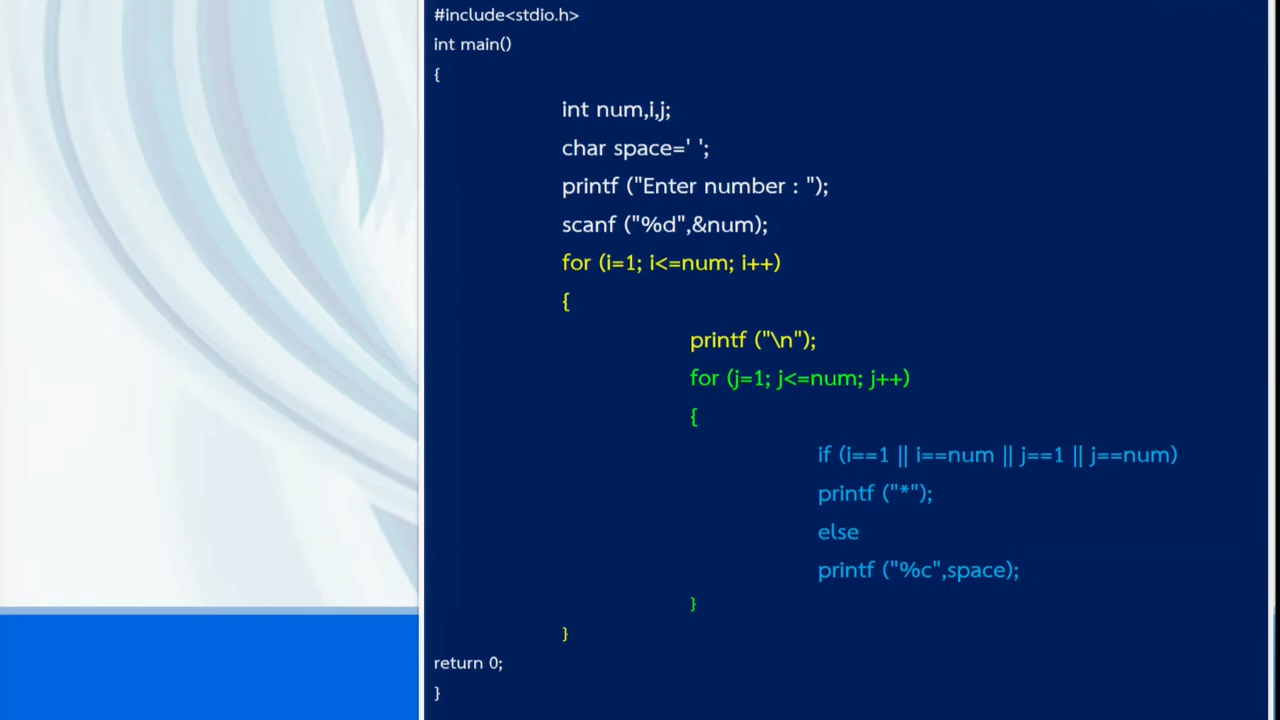 #include<stdio.h>
int main()
{
int num,i,j;
char space=' ';
printf ("Enter number : ");
scanf ("%d",&num);
for (i=1; i<=num; i++)
{
printf ("\n");
for (j=1; j<=num; j++)
{
if (i==1 || i==num || j==1 || j==num)
printf ("*");
else
printf ("%c",space);
}
}
return 0;
}